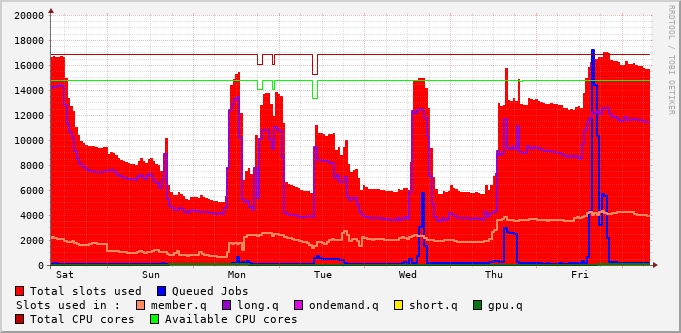 20000
18000
16000
14000
12000
10000
8000
6000
4000
2000
0
Sat Sun Mon Tue Wed Thu Fri
RRDTOOL / TOBI OETIKER
Total slots used Queued Jobs
Slots used in : member.q long.q ondemand.q short.q gpu.q
Total CPU cores Available CPU cores